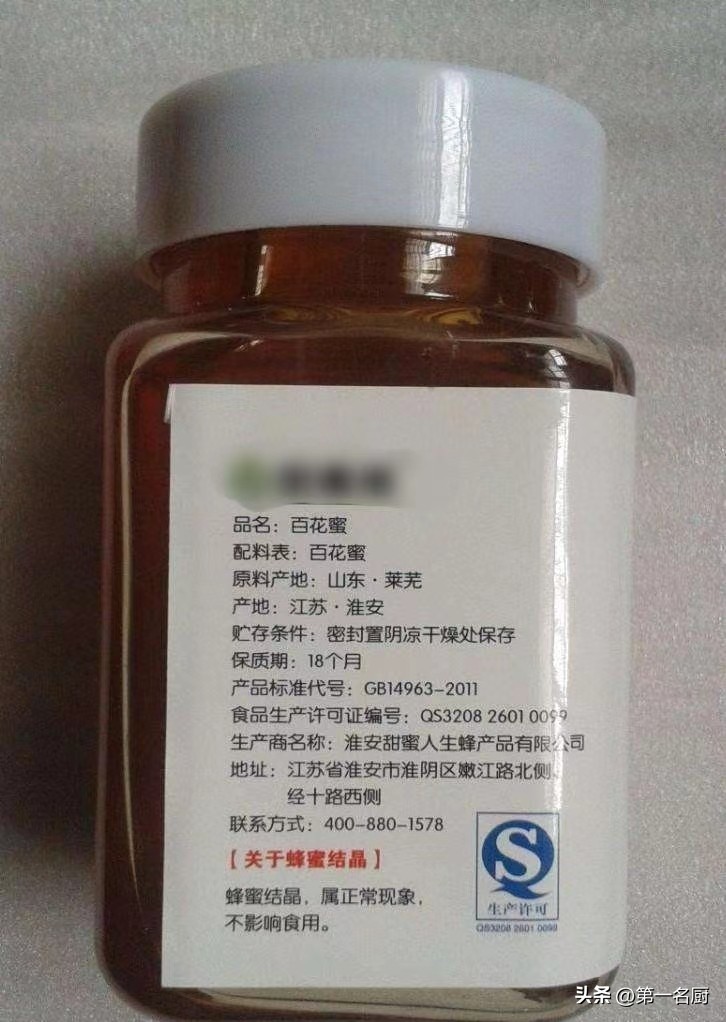 品名：百花蜜
配料表：百花蜜
原料产地：山东·莱芜
产地：江苏·淮安
贮存条件：密封置阴凉干燥处保存
保质期：18个月
产品标准代号：GB14963-2011
食品生产许可证编号：QS3208 2601 0099
生产商名称：淮安甜蜜人生蜂产品有限公司
地址：江苏省淮安市淮阴区嫩江路北侧、
经十路西侧
联系方式：400-880-1578
【关于蜂蜜结晶】
蜂蜜结晶，属正常现象，
不影响食用。
QS
生产许可
QS3208 2601 0099
头条 @第一名厨